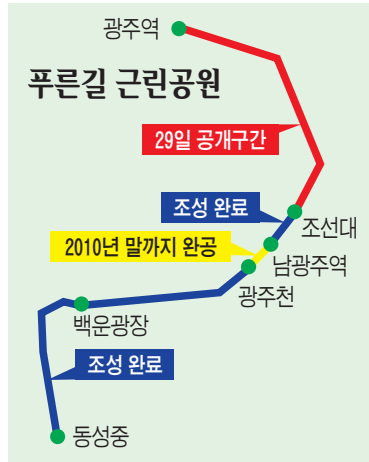 광주역
푸른길 근린공원
29일 공개구간
조성 완료
조선대
2010년 말까지 완공
남광주역
광주천
백운광장
조성 완료
동성중